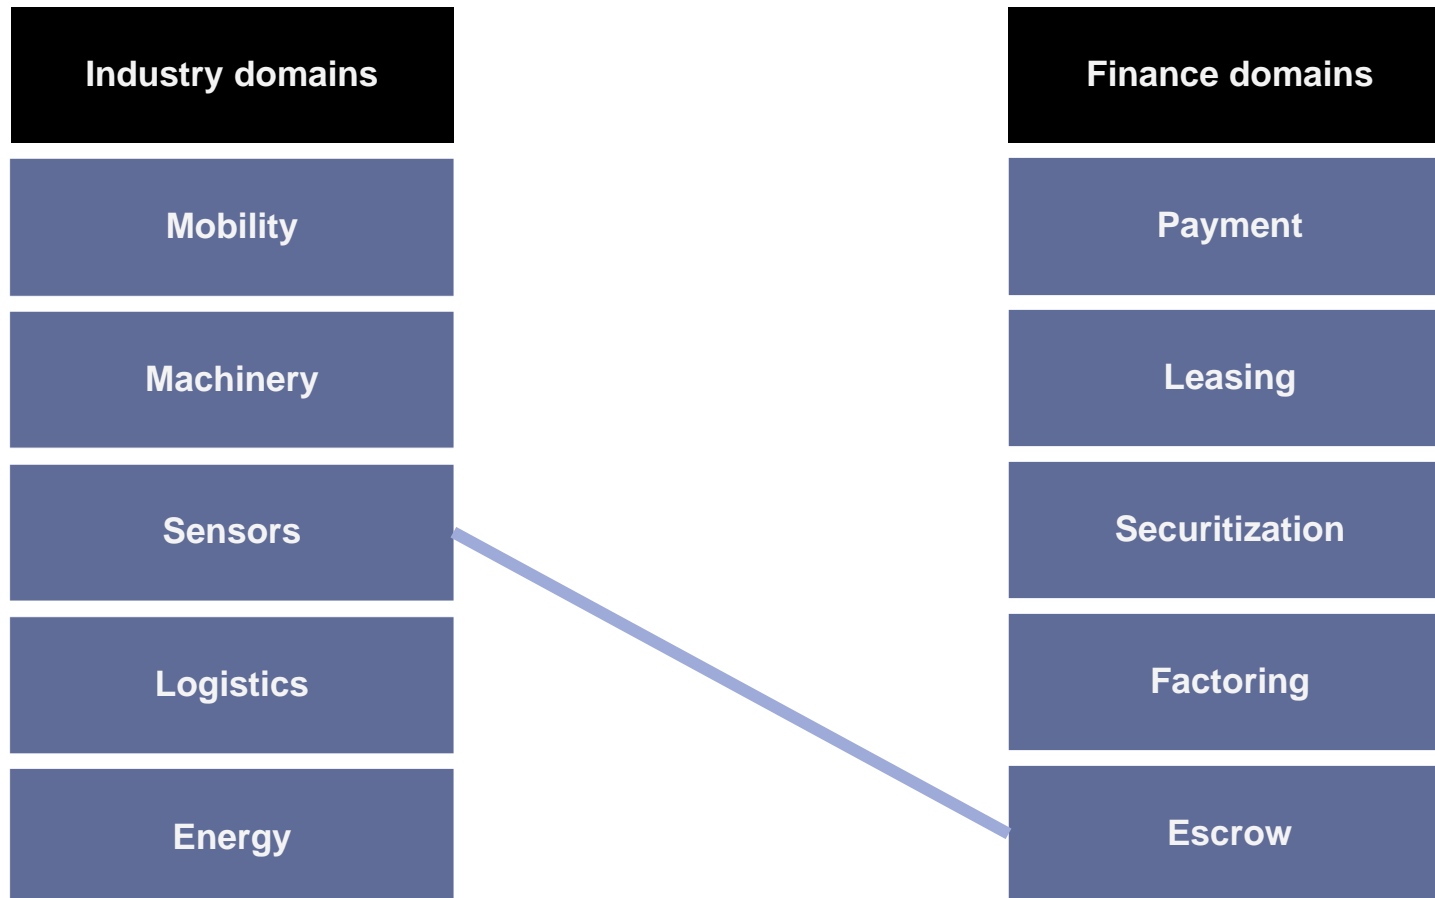 Industry domains
Finance domains
Mobility
Payment
Machinery
Leasing
Sensors
Securitization
Logistics
Factoring
Energy
Escrow